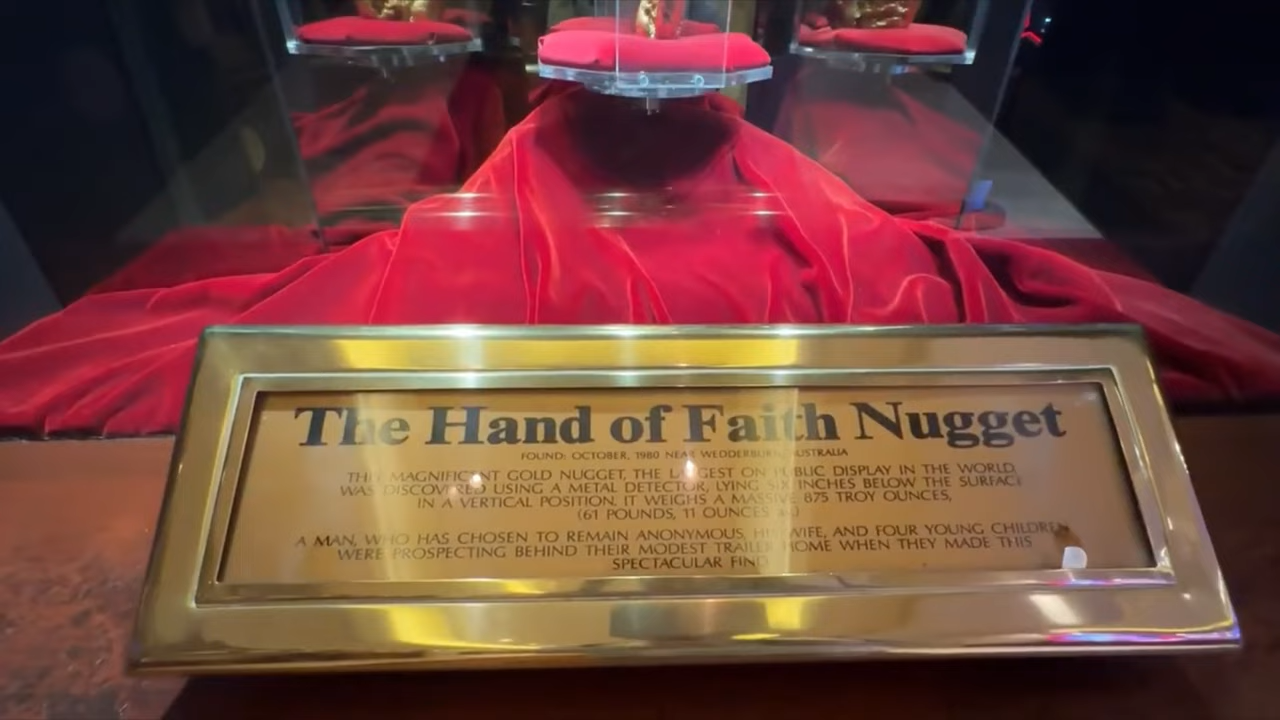 The Hand of Faith Nugget
FOUND: OCTOBER, 1980 NEAR WEDDERBURN, AUSTRALIA
THIS MAGNIFICENT GOLD NUGGET, THE LARGEST ON PUBLIC DISPLAY IN THE WORLD,
WAS DISCOVERED USING A METAL DETECTOR, LYING SIX INCHES BELOW THE SURFACE
IN A VERTICAL POSITION. IT WEIGHS A MASSIVE 875 TROY OUNCES,
(61 POUNDS, 11 OUNCES
A MAN, WHO HAS CHOSEN TO REMAIN ANONYMOUS, HIS WIFE, AND FOUR YOUNG CHILDREN
WERE PROSPECTING BEHIND THEIR MODEST TRAILER HOME WHEN THEY MADE THIS
SPECTACULAR FIND